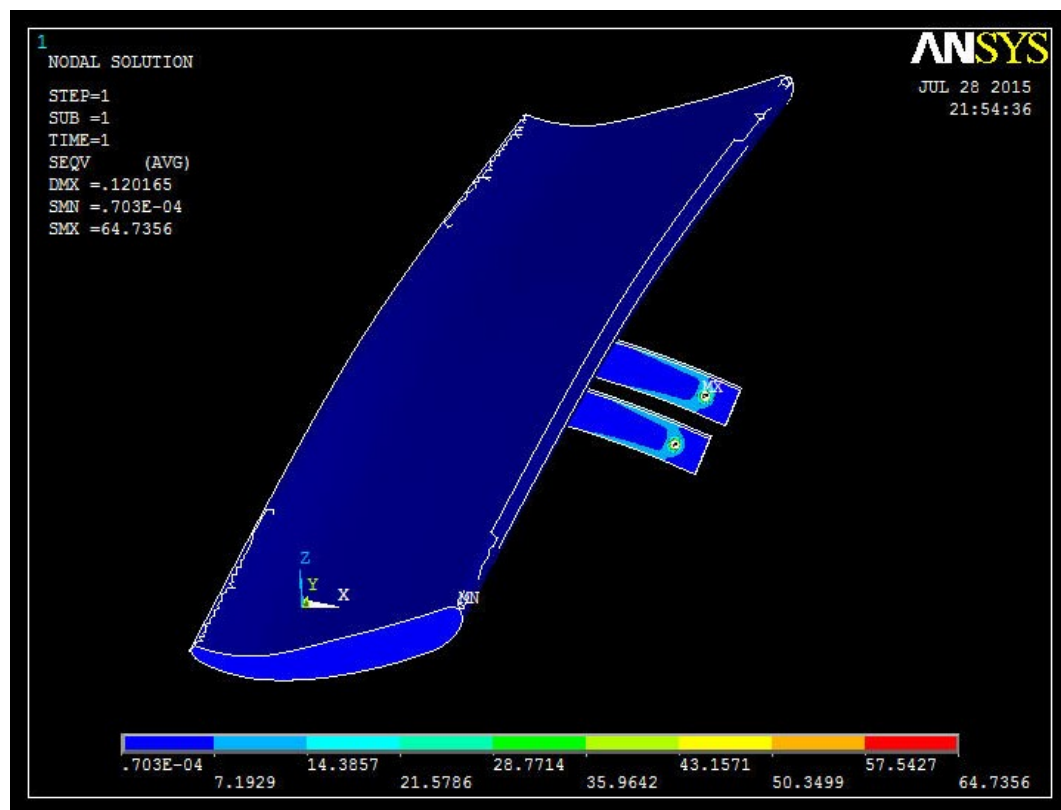 1
NODAL SOLUTION
STEP=1
SUB =1
TIME=1
SEQV (AVG)
DMX =.120165
SMN =.703E-04
SMX =64.7356
ANSYS
JUL 28 2015
21:54:36
MX
MN
Z
Y
X
.703E-04 14.3857 28.7714 43.1571 57.5427
7.1929 21.5786 35.9642 50.3499 64.7356